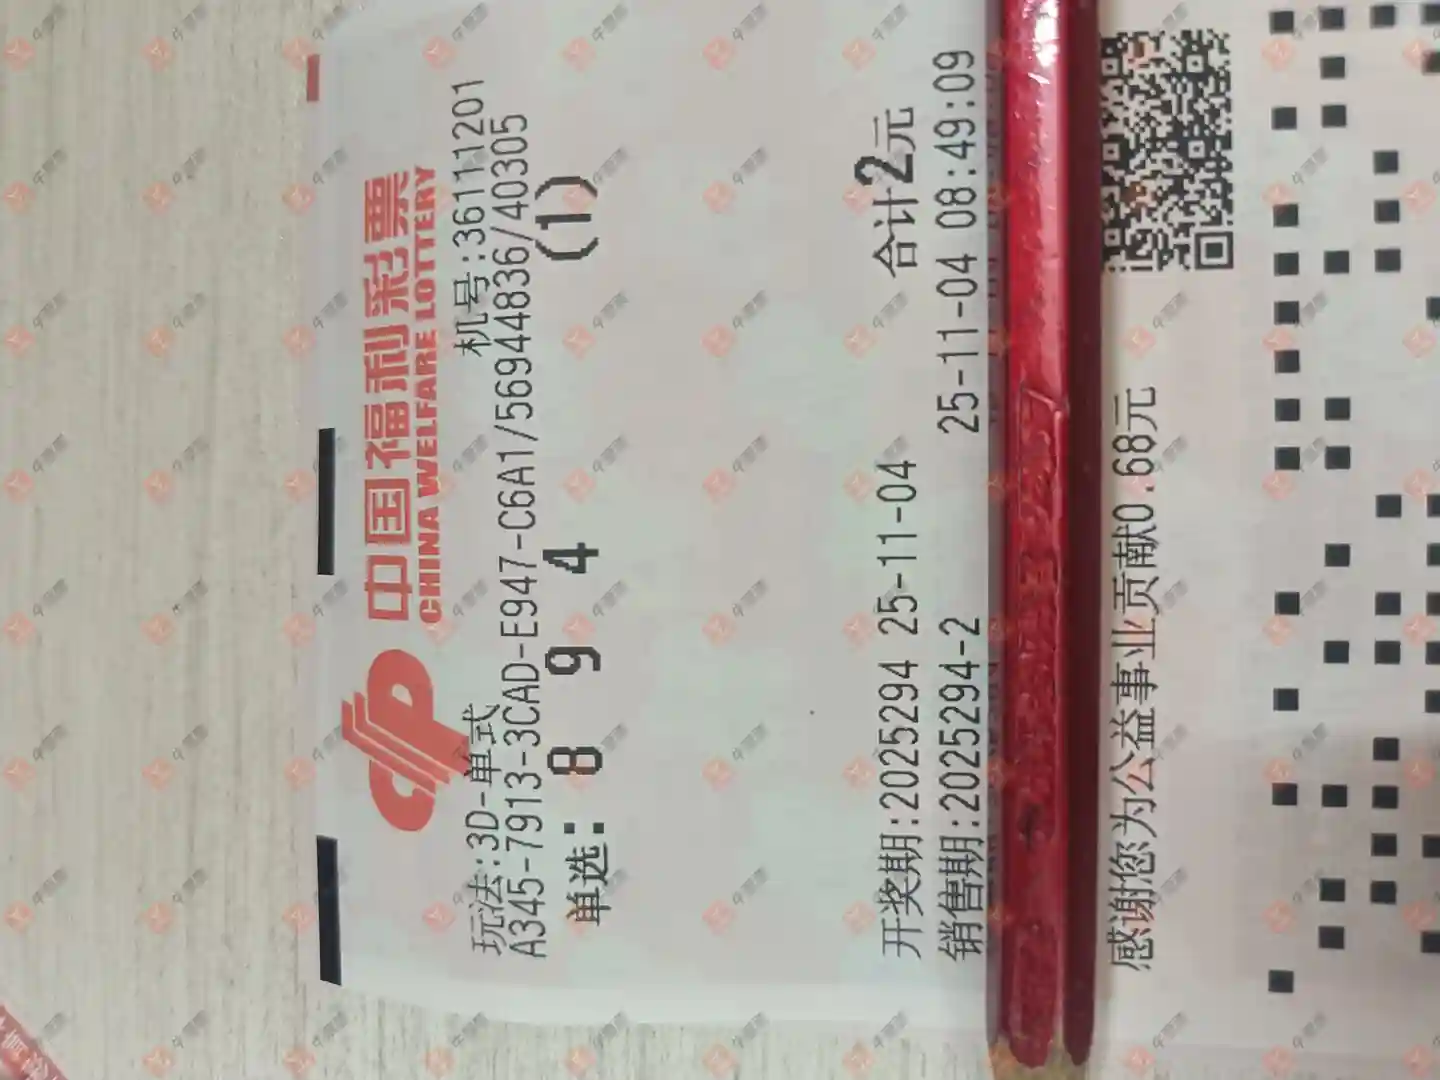 中国福利彩票
CHINA WELFARE LOTTERY
玩法:3D-单式 机号:36111201
A345-7913-3CAD-E947-C6A1/56944836/40305
单选: 8 9 4 (1)
开奖期:2025294 25-11-04 合计2元
销售期:2025294-2 25-11-04 08:49:09
感谢您为公益事业贡献0.68元